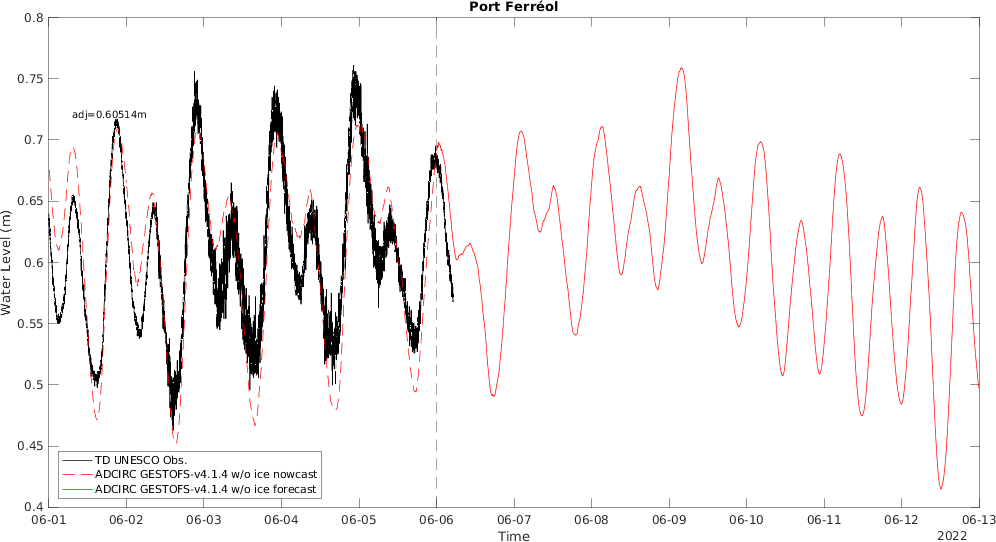 Port Ferréol
0.8
0.75
0.7
0.65
0.6
0.55
0.5
0.45
0.4
Water Level (m)
adj=0.60514m
TD UNESCO Obs.
ADCIRC GESTOFS-v4.1.4 w/o ice nowcast
ADCIRC GESTOFS-v4.1.4 w/o ice forecast
06-01 06-02 06-03 06-04 06-05 06-06 06-07 06-08 06-09 06-10 06-11 06-12 06-13
Time
2022